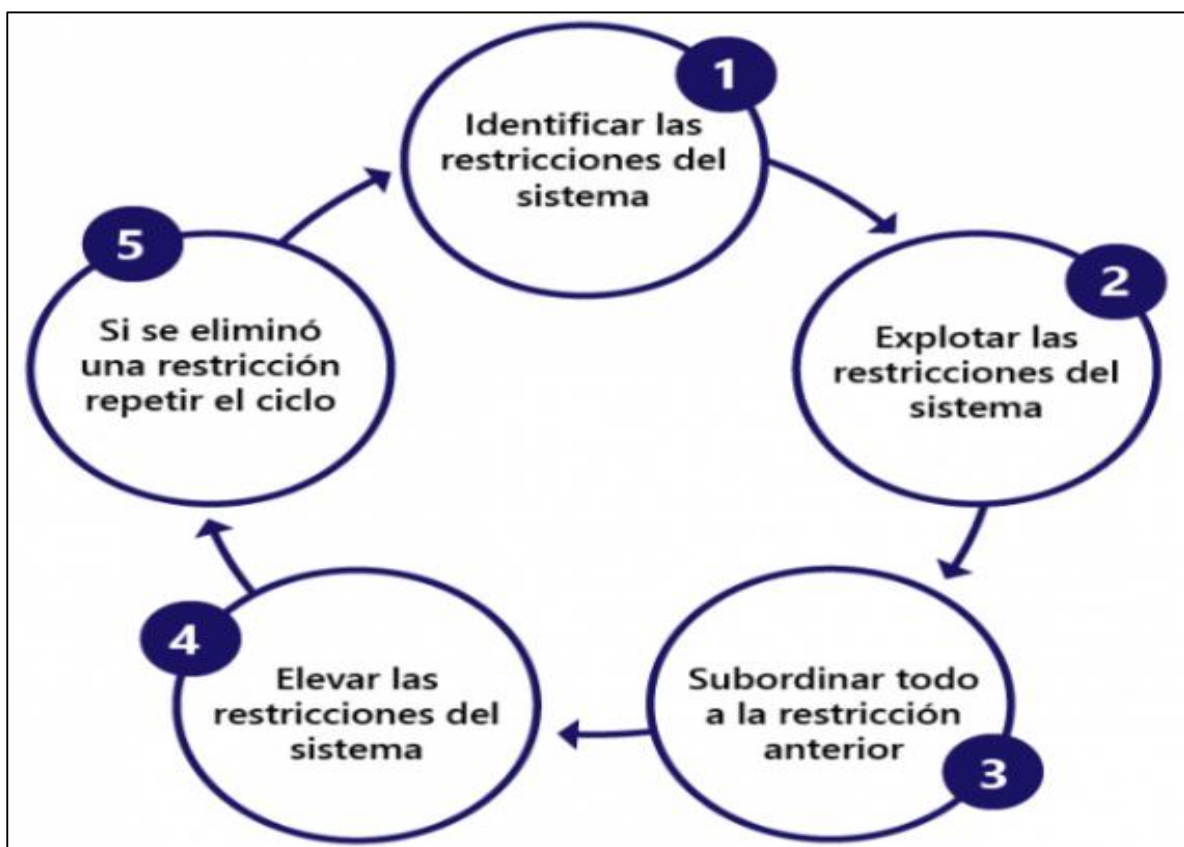 1
Identificar las
restricciones del
sistema
2
Explotar las
restricciones del
sistema
3
Subordinar todo
a la restricción
anterior
4
Elevar las
restricciones del
sistema
5
Si se eliminó
una restricción
repetir el ciclo